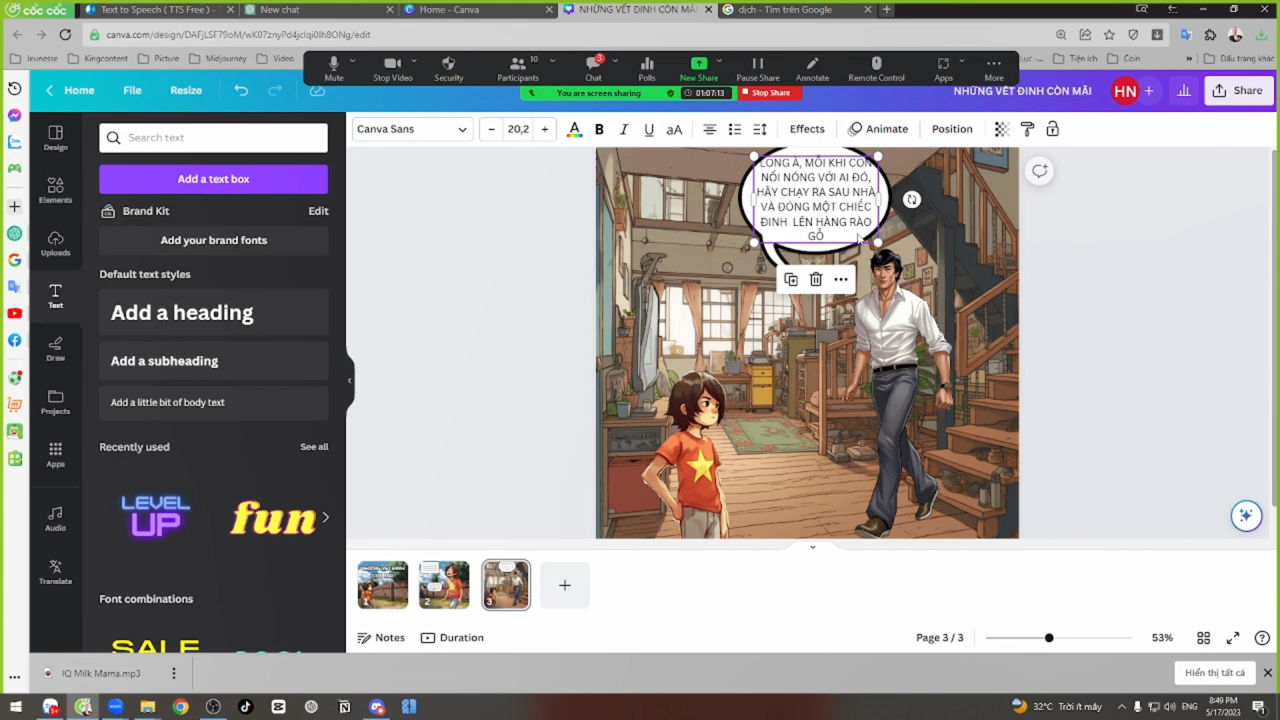 cốc cốc
Text to Speech ( TTS Free ) -
New chat
Home - Canva
NHỮNG VẾT ĐINH CÒN MÃI
dịch - Tìm trên Google
canva.com/design/DAFjLSF79oM/wK07znyPd4jclqi0Ih8ONg/edit
Jeunesse
Kingcontent
Picture
Midjourney
Video
Tiện ích
Coin
Dấu trang khác
Mute
Stop Video
Security
10
Participants
3
Chat
Polls
New Share
Pause Share
Annotate
Remote Control
Apps
More
You are screen sharing
01:07:13
Stop Share
Home
File
Resize
NHỮNG VẾT ĐINH CÒN MÃI
HN
Share
Canva Sans
20,2
A
B
I
U
aA
Effects
Animate
Position
Design
Elements
Uploads
Text
Draw
Projects
Apps
Audio
Translate
Search text
Add a text box
Brand Kit
Edit
Add your brand fonts
Default text styles
Add a heading
Add a subheading
Add a little bit of body text
Recently used
See all
LEVEL
UP
fun
Font combinations
SALE
LONG À, MỖI KHI CON
NỔI NÓNG VỚI AI ĐÓ,
HÃY CHẠY RA SAU NHÀ
VÀ ĐÓNG MỘT CHIẾC
ĐINH LÊN HÀNG RÀO
GỖ
1
2
3
Notes
Duration
Page 3 / 3
53%
IQ Milk Mama.mp3
Hiển thị tất cả
32°C
Trời ít mây
ENG
8:49 PM
5/17/2023